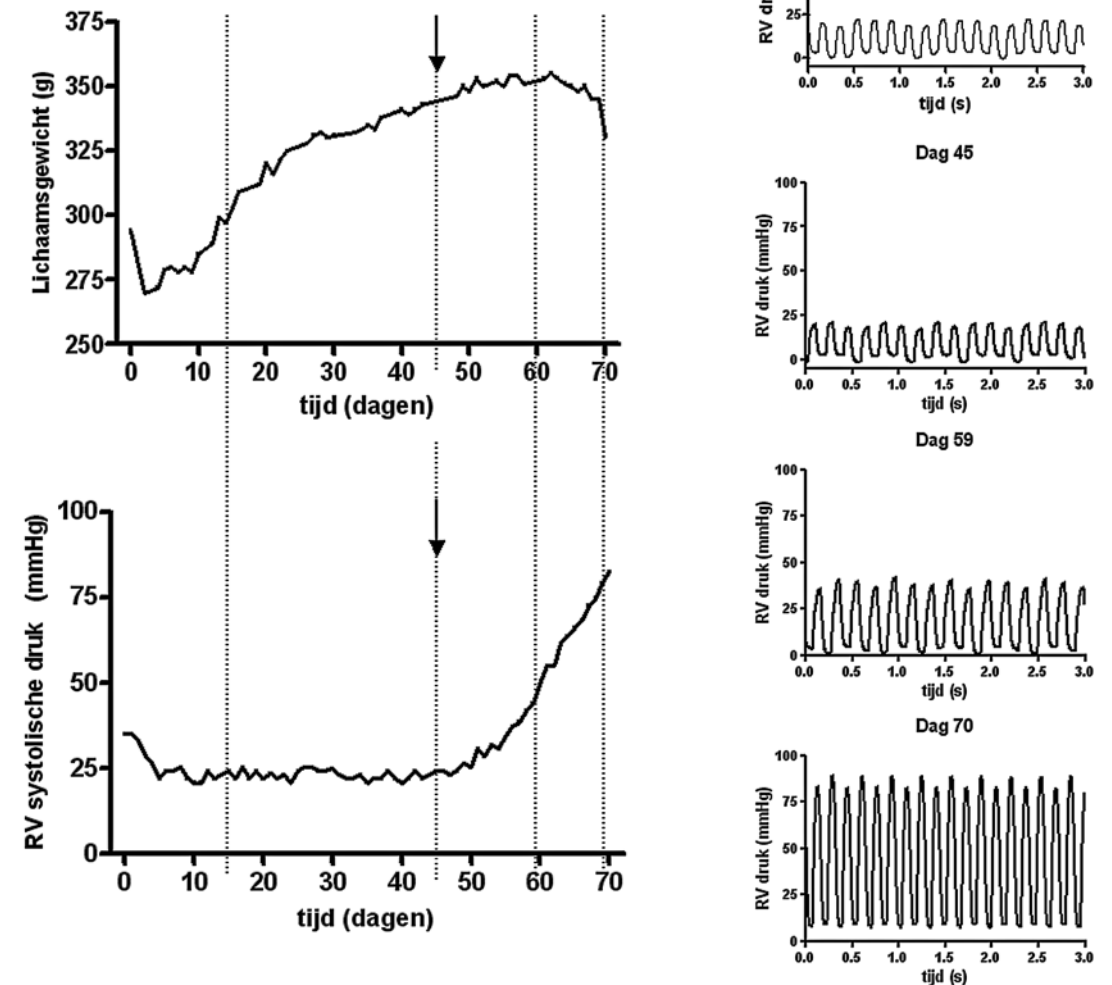 Lichaamsgewicht (g)
375
350
325
300
275
250
0 10 20 30 40 50 60 70
tijd (dagen)
RV systolische druk (mmHg)
100
75
50
25
0
0 10 20 30 40 50 60 70
tijd (dagen)
25
0
0.0 0.5 1.0 1.5 2.0 2.5 3.0
tijd (s)
Dag 45
RV druk (mmHg)
100
75
50
25
0
0.0 0.5 1.0 1.5 2.0 2.5 3.0
tijd (s)
Dag 59
RV druk (mmHg)
100
75
50
25
0
0.0 0.5 1.0 1.5 2.0 2.5 3.0
tijd (s)
Dag 70
RV druk (mmHg)
100
75
50
25
0
0.0 0.5 1.0 1.5 2.0 2.5 3.0
tijd (s)